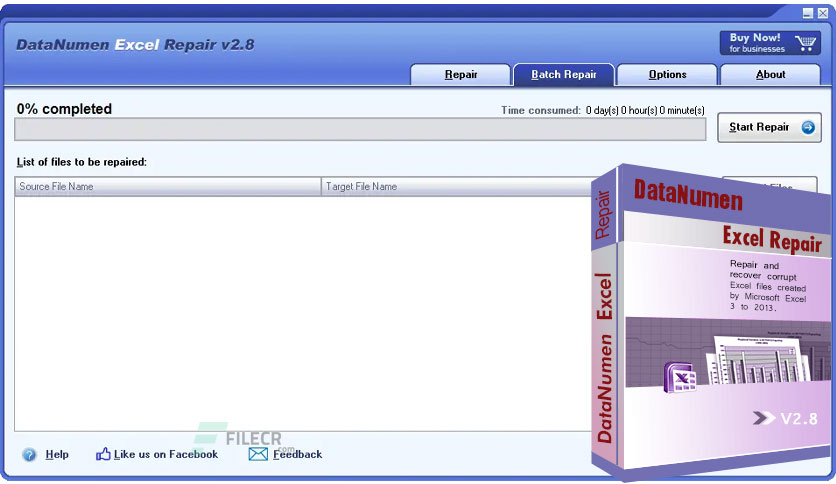 DataNumen Excel Repair v2.8
Buy Now!
for businesses
Repair
Batch Repair
Options
About
0% completed
Time consumed: 0 day(s) 0 hour(s) 0 minute(s)
Start Repair
List of files to be repaired:
Source File Name
Target File Name
Files
DataNumen
Excel Repair
Repair and
recover corrupt
Excel files created
by Microsoft Excel
3 to 2013.
V2.8
DataNumen Excel Repair
FILECR
.com
Help
Like us on Facebook
Feedback